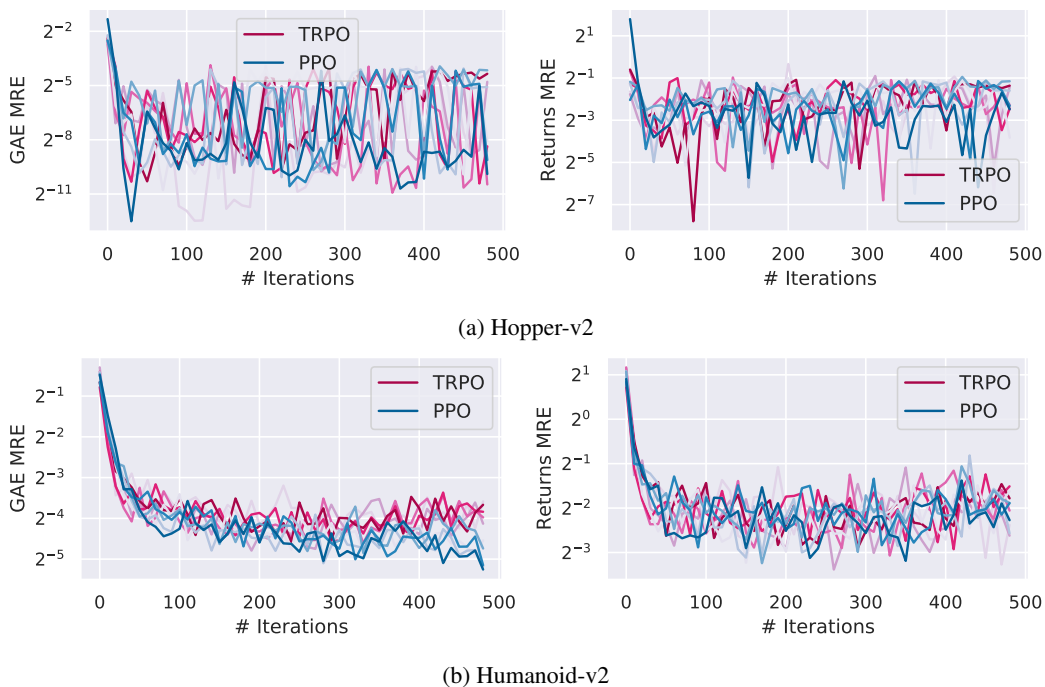 2^{-2}
2^{-5}
2^{-8}
2^{-11}
GAE MRE
TRPO
PPO
0 100 200 300 400 500
# Iterations
2^{1}
2^{-1}
2^{-3}
2^{-5}
2^{-7}
Returns MRE
TRPO
PPO
0 100 200 300 400 500
# Iterations
(a) Hopper-v2
2^{-1}
2^{-2}
2^{-3}
2^{-4}
2^{-5}
GAE MRE
TRPO
PPO
0 100 200 300 400 500
# Iterations
2^{1}
2^{0}
2^{-1}
2^{-2}
2^{-3}
Returns MRE
TRPO
PPO
0 100 200 300 400 500
# Iterations
(b) Humanoid-v2